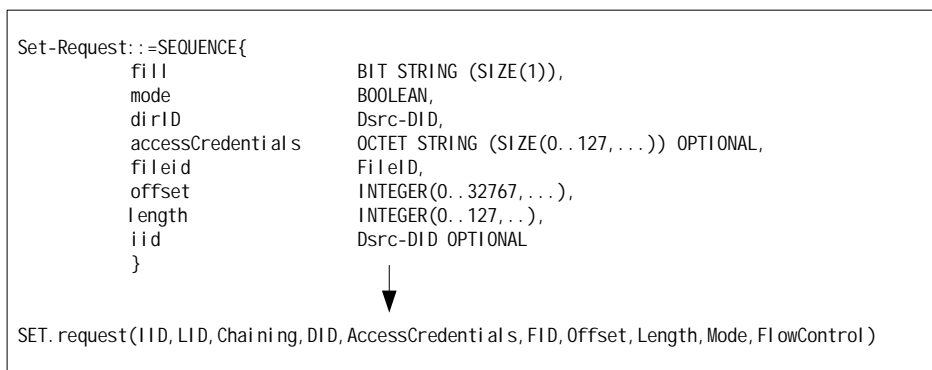 Set-Request::=SEQUENCE{
fill BIT STRING (SIZE(1)),
mode BOOLEAN,
dirID Dsrc-DID,
accessCredentials OCTET STRING (SIZE(0..127,...)) OPTIONAL,
fileid FileID,
offset INTEGER(0..32767,...),
length INTEGER(0..127,..),
iid Dsrc-DID OPTIONAL
}
SET.request(IID,LID,Chaining,DID,AccessCredentials,FID,Offset,Length,Mode,FlowControl)